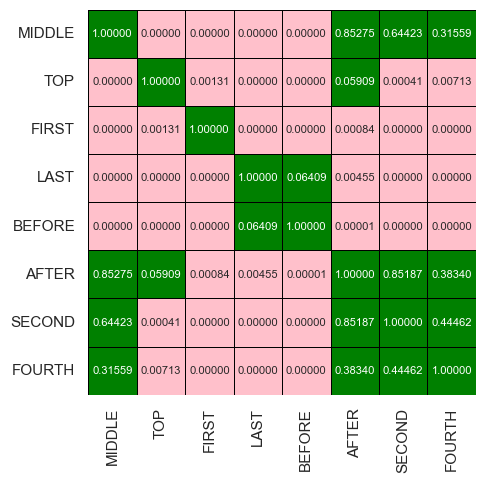 MIDDLE 1.00000 0.00000 0.00000 0.00000 0.00000 0.85275 0.64423 0.31559
TOP 0.00000 1.00000 0.00131 0.00000 0.00000 0.05909 0.00041 0.00713
FIRST 0.00000 0.00131 1.00000 0.00000 0.00000 0.00084 0.00000 0.00000
LAST 0.00000 0.00000 0.00000 1.00000 0.06409 0.00455 0.00000 0.00000
BEFORE 0.00000 0.00000 0.00000 0.06409 1.00000 0.00001 0.00000 0.00000
AFTER 0.85275 0.05909 0.00084 0.00455 0.00001 1.00000 0.85187 0.38340
SECOND 0.64423 0.00041 0.00000 0.00000 0.00000 0.85187 1.00000 0.44462
FOURTH 0.31559 0.00713 0.00000 0.00000 0.00000 0.38340 0.44462 1.00000
MIDDLE TOP FIRST LAST BEFORE AFTER SECOND FOURTH